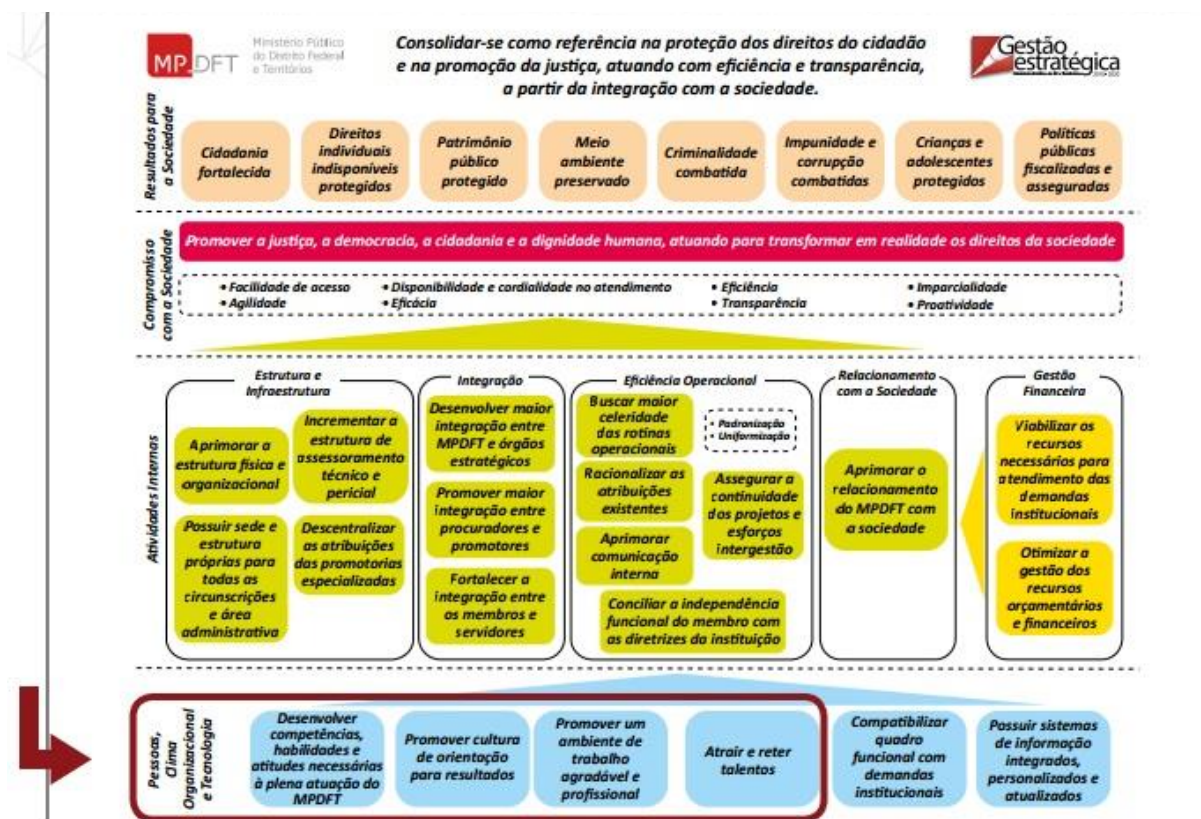 MP DFT
Ministério Público
do Distrito Federal
e Territórios
Consolidar-se como referência na proteção dos direitos do cidadão
e na promoção da justiça, atuando com eficiência e transparência,
a partir da integração com a sociedade.
Gestão
estratégica
Resultados para
a Sociedade
Cidadania
fortalecida
Direitos
individuais
indisponíveis
protegidos
Patrimônio
público
protegido
Meio
ambiente
preservado
Criminalidade
combatida
Impunidade e
corrupção
combatidas
Crianças e
adolescentes
protegidos
Políticas
públicas
fiscalizadas e
asseguradas
Compromisso
com a Sociedade
Promover a justiça, a democracia, a cidadania e a dignidade humana, atuando para transformar em realidade os direitos da sociedade
• Facilidade de acesso
• Agilidade
• Disponibilidade e cordialidade no atendimento
• Eficácia
• Eficiência
• Transparência
• Imparcialidade
• Proatividade
Atividades Internas
Estrutura e
Infraestrutura
Aprimorar a
estrutura física e
organizacional
Incrementar a
estrutura de
assessoramento
técnico e
pericial
Possuir sede e
estrutura
próprias para
todas as
circunscrições
e área
administrativa
Descentralizar
as atribuições
das promotorias
especializadas
Integração
Desenvolver maior
integração entre
MPDFT e órgãos
estratégicos
Promover maior
integração entre
procuradores e
promotores
Fortalecer a
integração entre
os membros e
servidores
Eficiência Operacional
Buscar maior
celeridade
das rotinas
operacionais
• Padronização
• Uniformização
Racionalizar as
atribuições
existentes
Assegurar a
continuidade
dos projetos e
esforços
intergestão
Aprimorar
comunicação
interna
Conciliar a independência
funcional do membro com
as diretrizes da instituição
Relacionamento
com a Sociedade
Aprimorar o
relacionamento
do MPDFT com
a sociedade
Gestão
Financeira
Viabilizar os
recursos
necessários para
atendimento das
demandas
institucionais
Otimizar a
gestão dos
recursos
orçamentários
e financeiros
Pessoas,
Clima
Organizacional
e Tecnologia
Desenvolver
competências,
habilidades e
atitudes necessárias
à plena atuação do
MPDFT
Promover cultura
de orientação
para resultados
Promover um
ambiente de
trabalho
agradável e
profissional
Atrair e reter
talentos
Compatibilizar
quadro
funcional com
demandas
institucionais
Possuir sistemas
de informação
integrados,
personalizados e
atualizados